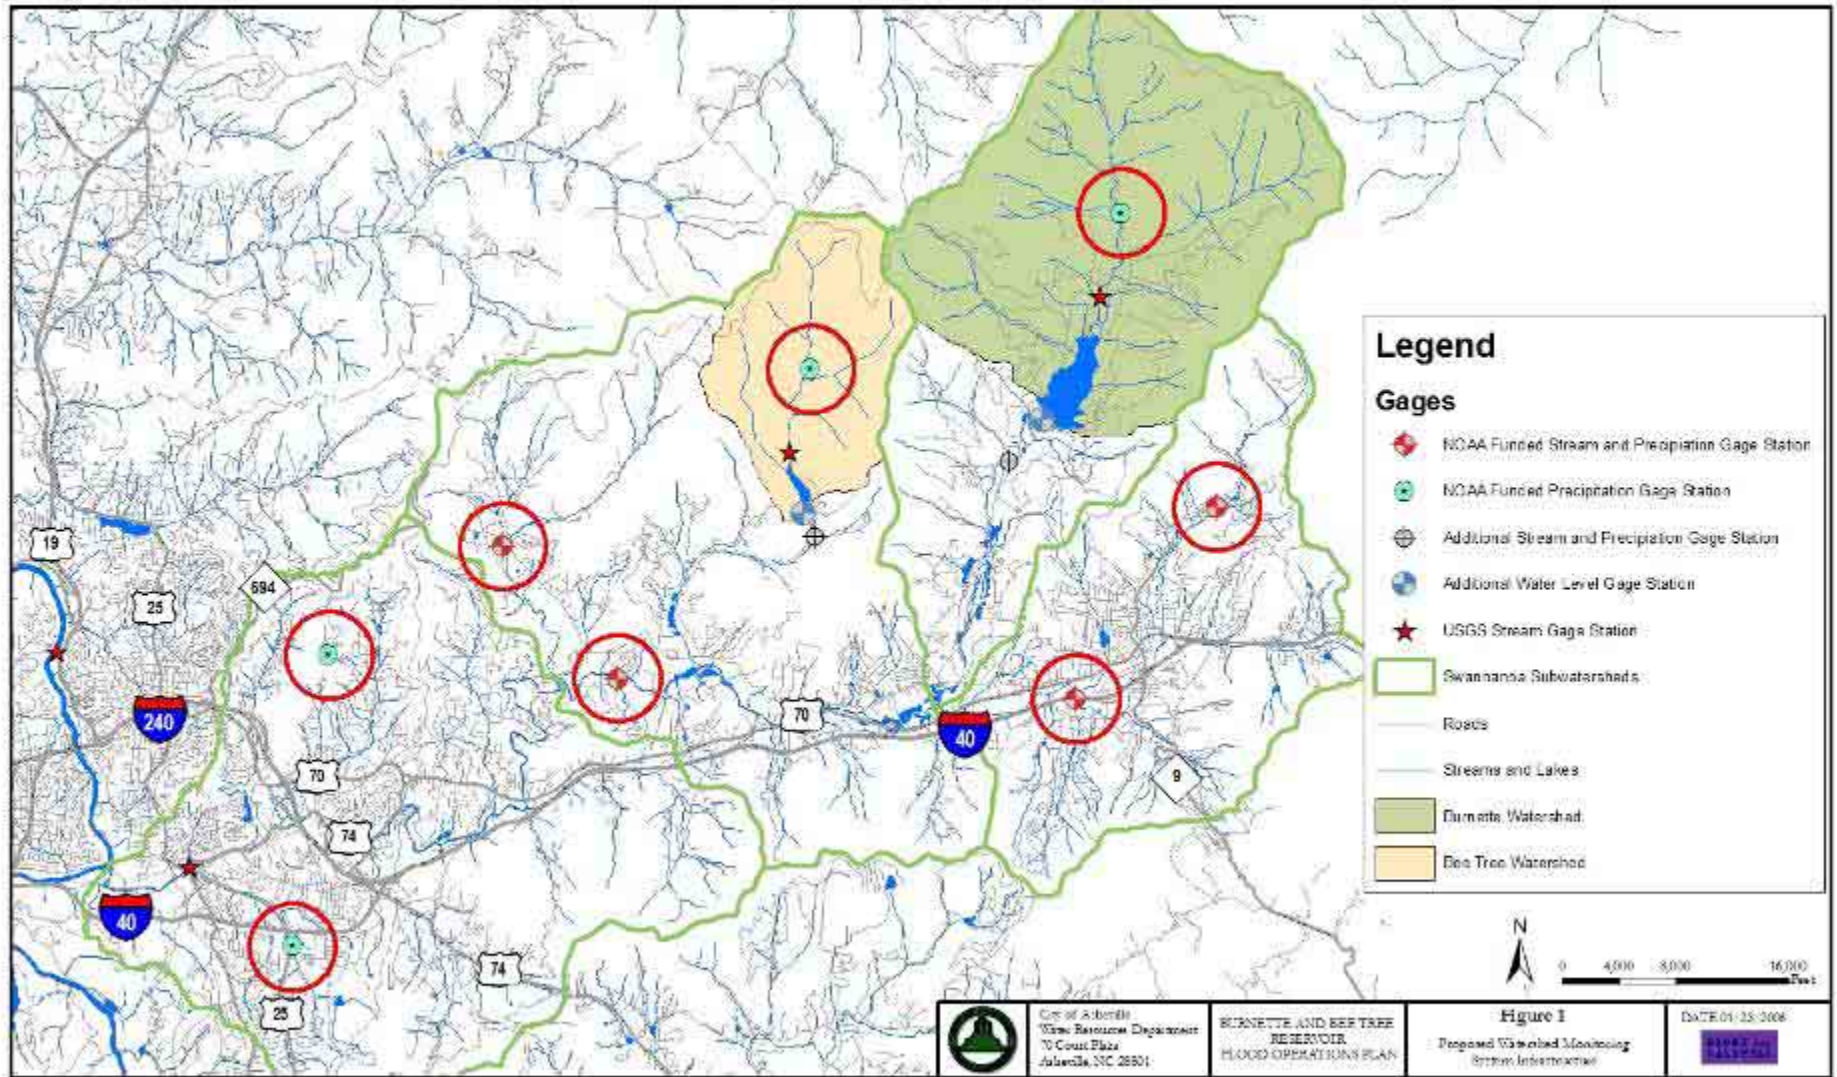 19
25
694
240
70
74
40
25
74
70
40
9
Legend
Gages
NOAA Funded Stream and Precipiation Gage Station
NOAA Funded Precipitation Gage Station
Additional Stream and Precipiation Gage Station
Additional Water Level Gage Station
USGS Stream Gage Station
Swannanoa Subwatersheds
Roads
Streams and Lakes
Burnette Watershed
Bee Tree Watershed
N
0 4,000 8,000 16,000
Feet
City of Asheville
Water Resources Department
70 Court Plaza
Asheville, NC 28801
BURNETTE AND BEE TREE
RESERVOIR
FLOOD OPERATIONS PLAN
Figure 1
Proposed Watershed Monitoring
System Infrastructure
DATE